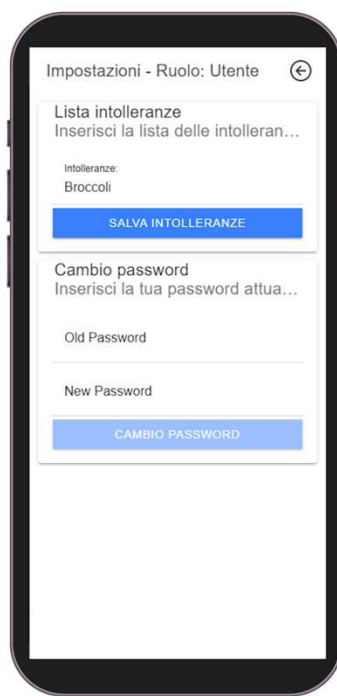 Impostazioni - Ruolo: Utente
Lista intolleranze
Inserisci la lista delle intolleran...
Intolleranze:
Broccoli
SALVA INTOLLERANZE
Cambio password
Inserisci la tua password attua...
Old Password
New Password
CAMBIO PASSWORD